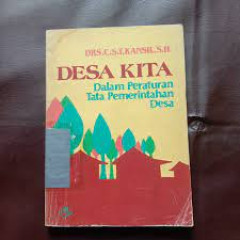 DRS.C.S.T.KANSIL,S.H
DESA KITA
Dalam Peraturan
Tata Pemerintahan
Desa